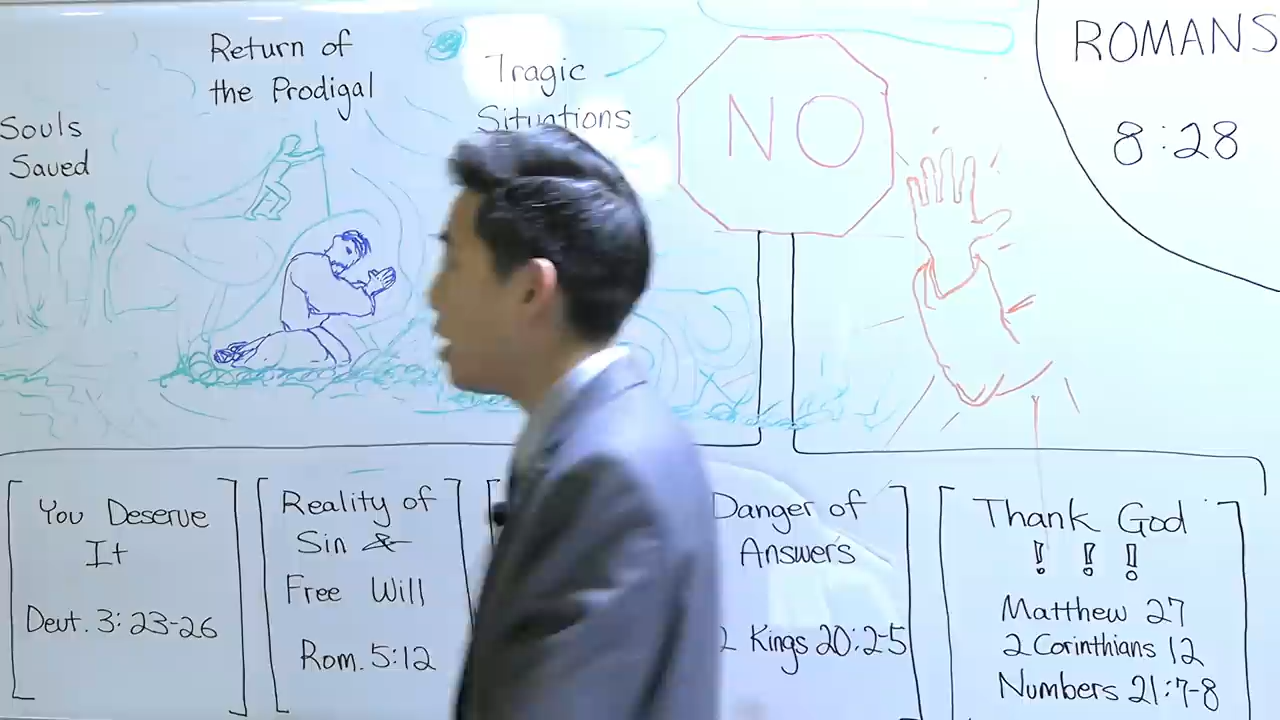 Return of
the Prodigal
Tragic
Situations
Souls
Saved
NO
ROMANS
8:28
You Deserve
It
Deut. 3:23-26
Reality of
Sin &
Free Will
Rom. 5:12
Danger of
Answers
2 Kings 20:2-5
Thank God
! ! !
Matthew 27
2 Corinthians 12
Numbers 21:7-8